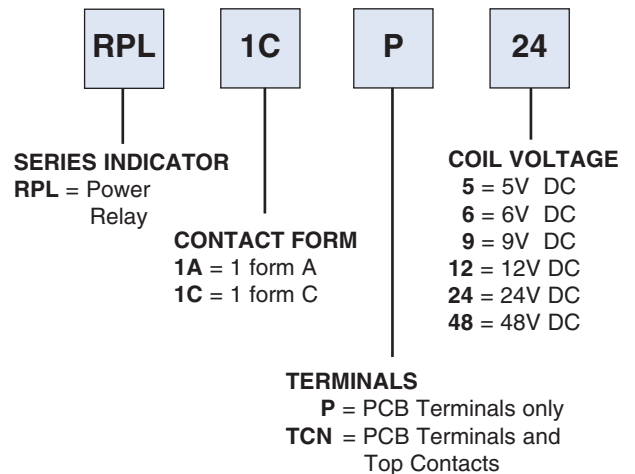 RPL 1C P 24
SERIES INDICATOR
RPL = Power
Relay
CONTACT FORM
1A = 1 form A
1C = 1 form C
COIL VOLTAGE
5 = 5V DC
6 = 6V DC
9 = 9V DC
12 = 12V DC
24 = 24V DC
48 = 48V DC
TERMINALS
P = PCB Terminals only
TCN = PCB Terminals and
Top Contacts